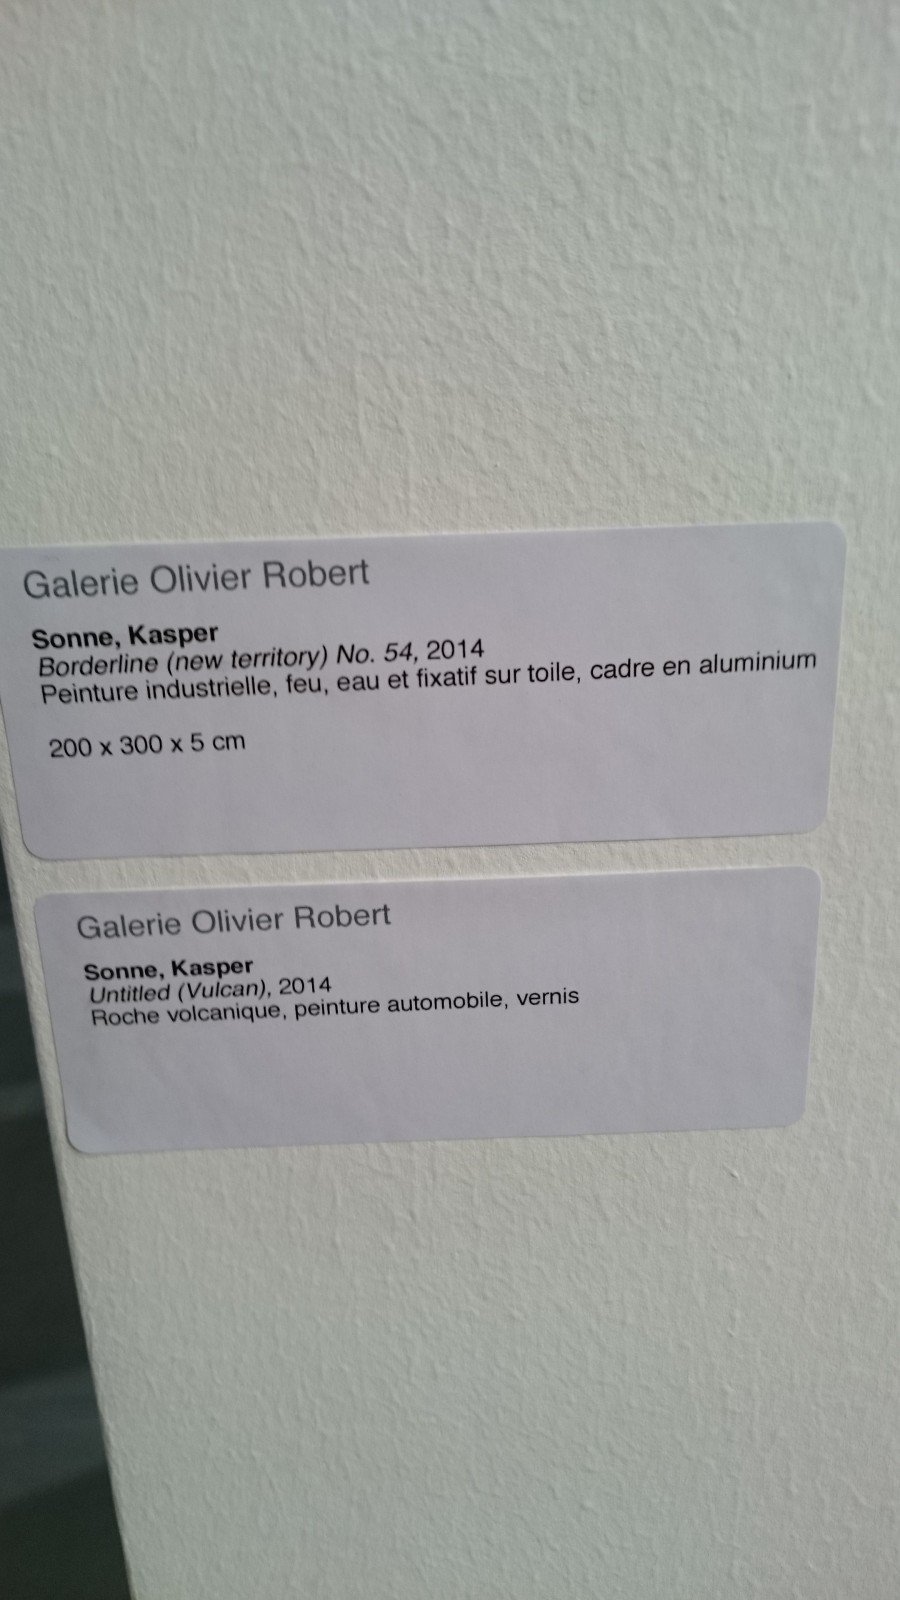 Galerie Olivier Robert
Sonne, Kasper
Borderline (new territory) No. 54, 2014
Peinture industrielle, feu, eau et fixatif sur toile, cadre en aluminium
200 x 300 x 5 cm
Galerie Olivier Robert
Sonne, Kasper
Untitled (Vulcan), 2014
Roche volcanique, peinture automobile, vernis